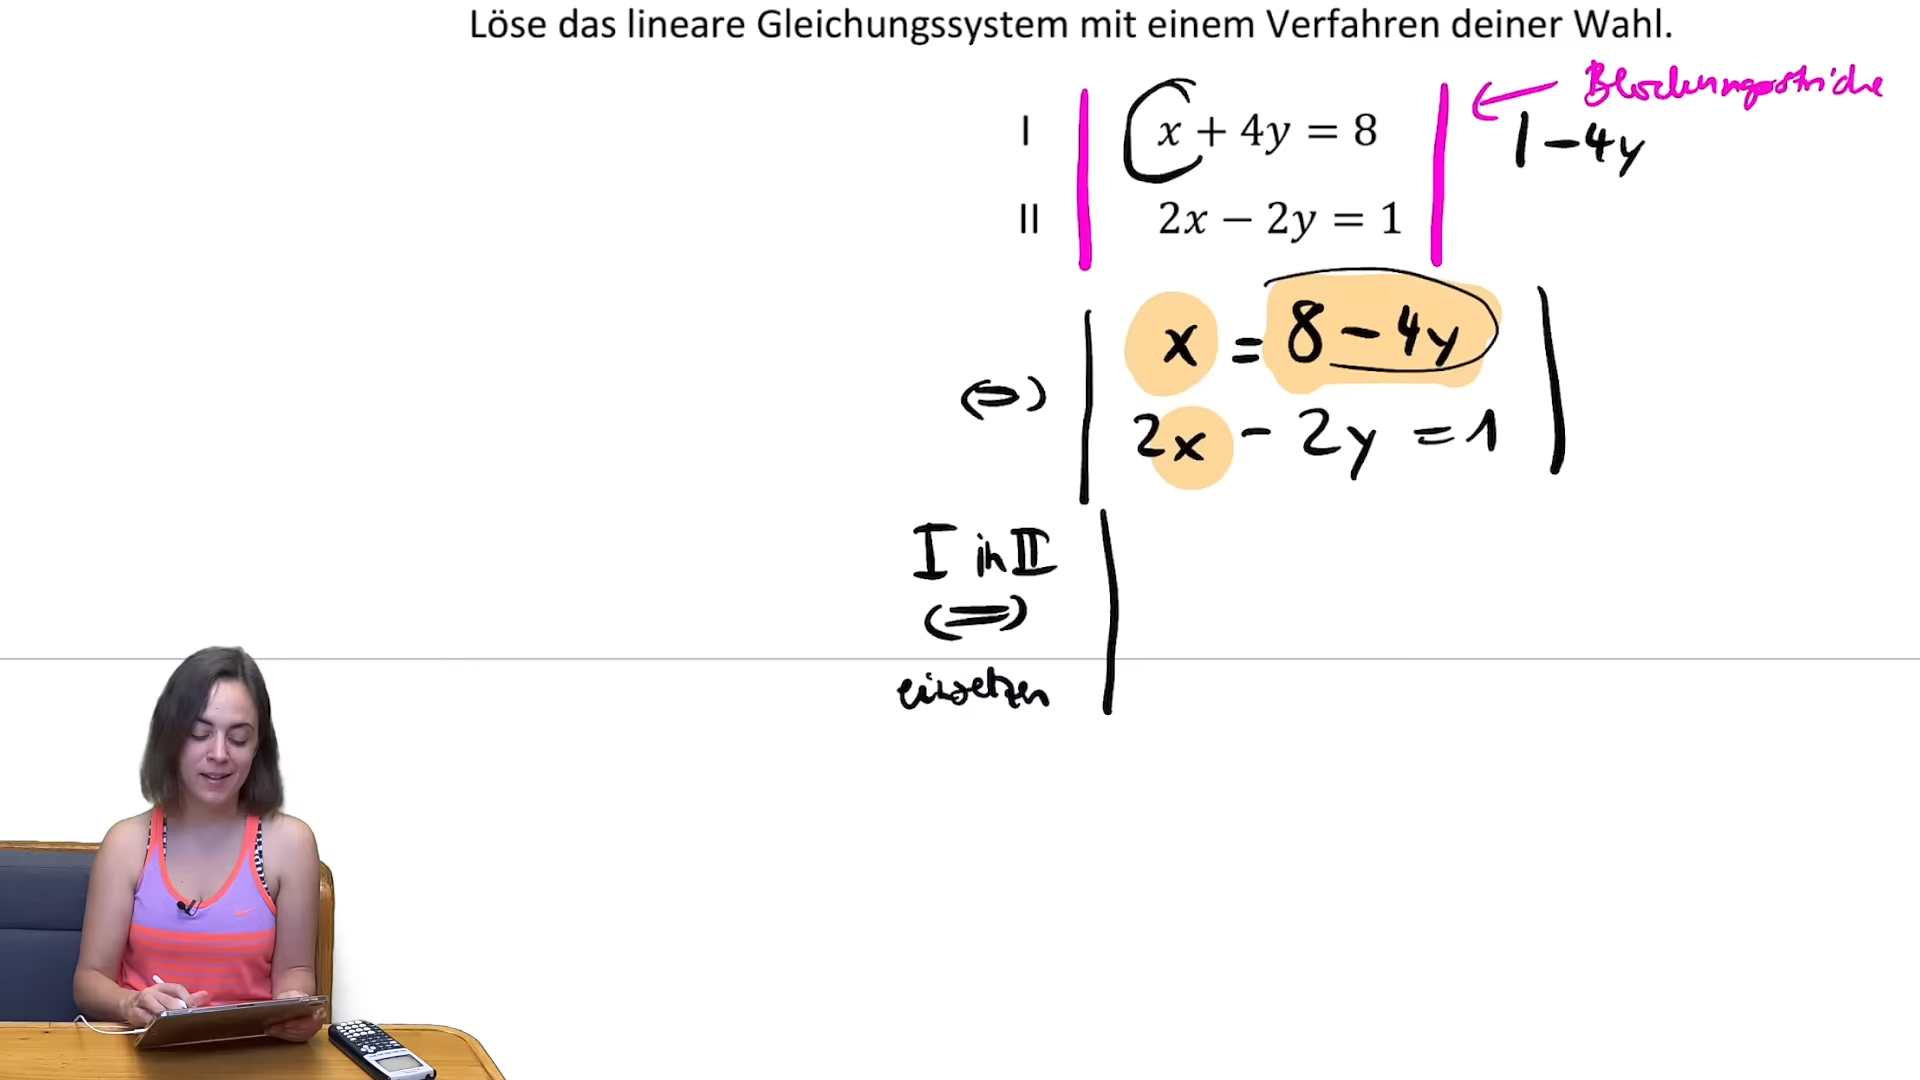 Löse das lineare Gleichungssystem mit einem Verfahren deiner Wahl.
Blockungsstriche
I x + 4y = 8 | -4y
II 2x − 2y = 1
x = 8 - 4y
⇔
2x - 2y = 1
I in II
⇔
einsetzen